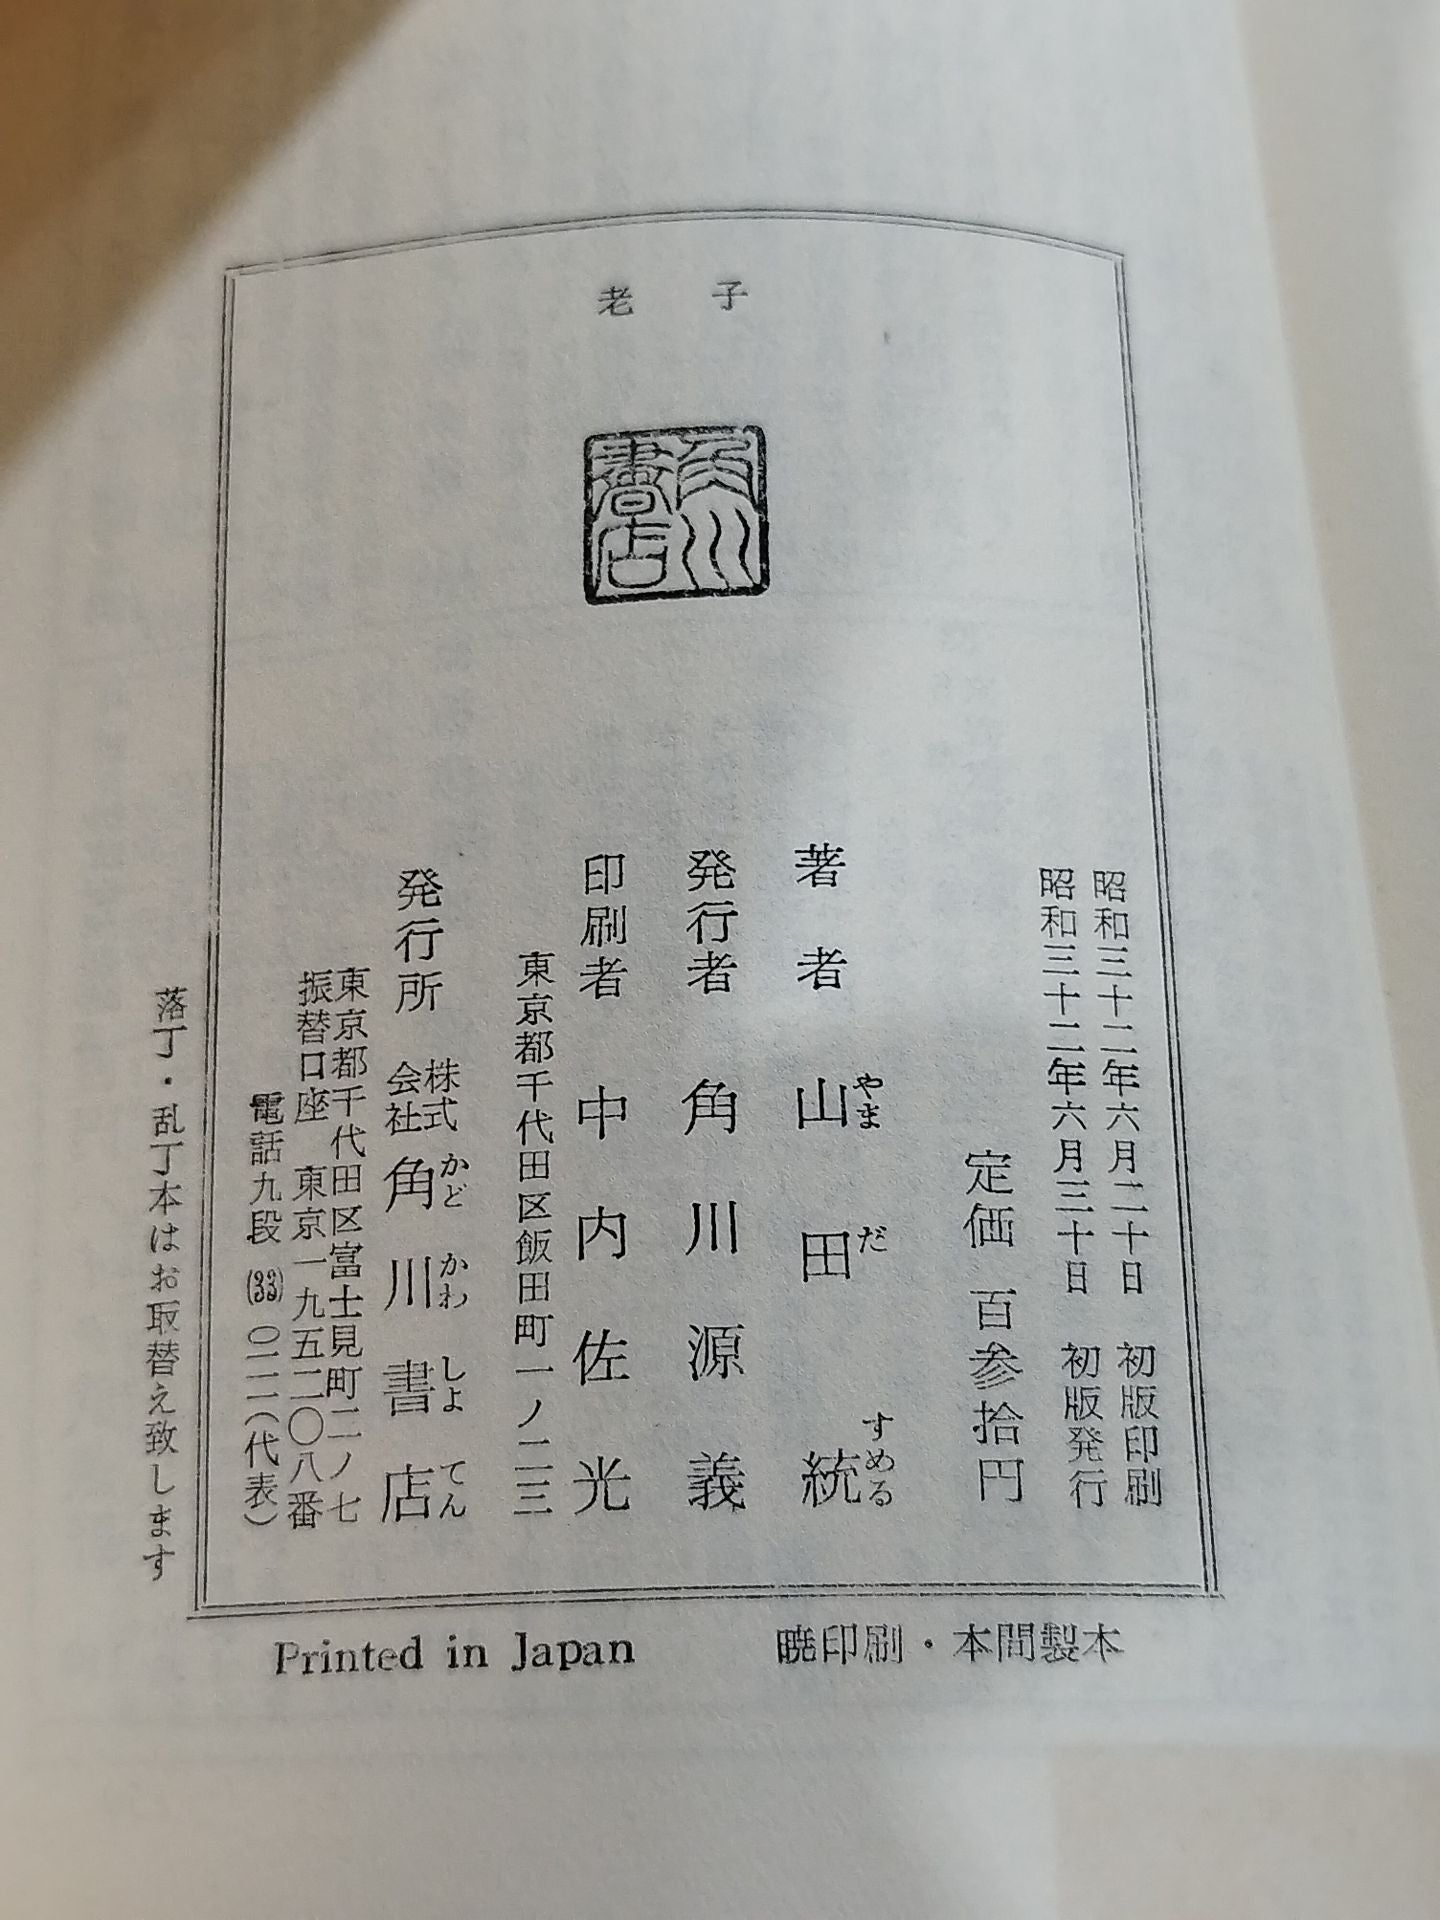 老子
角川書店
昭和三十二年六月二十日 初版印刷
昭和三十二年六月三十日 初版発行
定価 百参拾円
著者 山田統
やまだすめる
発行者 角川源義
印刷者 中内佐光
東京都千代田区飯田町一ノ二三
発行所 株式会社角川書店
かどかわしよてん
東京都千代田区富士見町二ノ七
振替口座 東京一九五二〇八番
電話九段(33)〇一一一(代表)
落丁・乱丁本はお取替え致します
Printed in Japan
暁印刷・本間製本